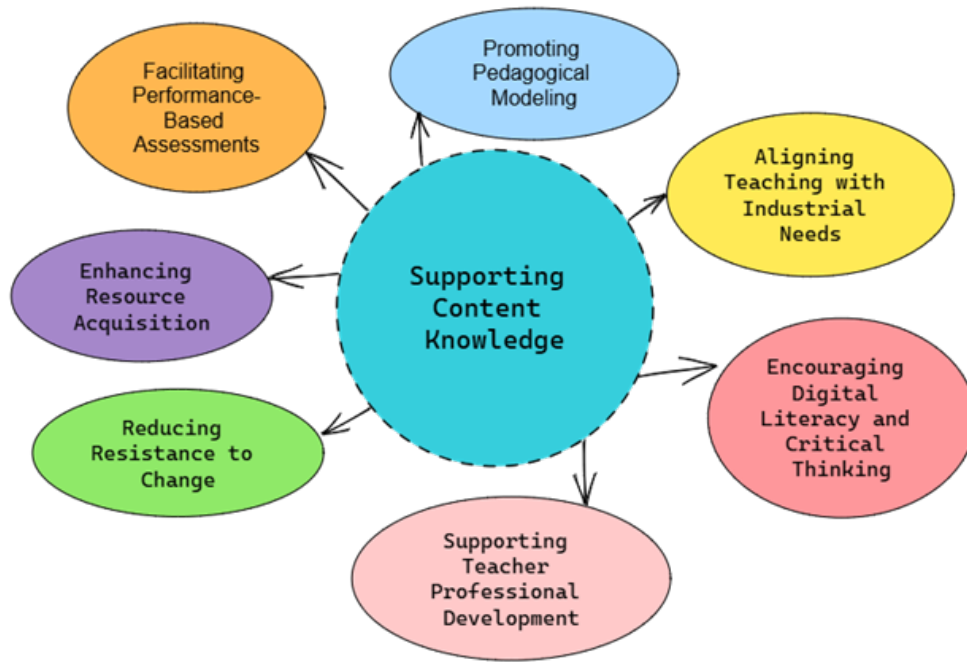 Facilitating
Performance-
Based
Assessments
Promoting
Pedagogical
Modeling
Aligning
Teaching with
Industrial
Needs
Enhancing
Resource
Acquisition
Supporting
Content
Knowledge
Encouraging
Digital
Literacy and
Critical
Thinking
Reducing
Resistance to
Change
Supporting
Teacher
Professional
Development